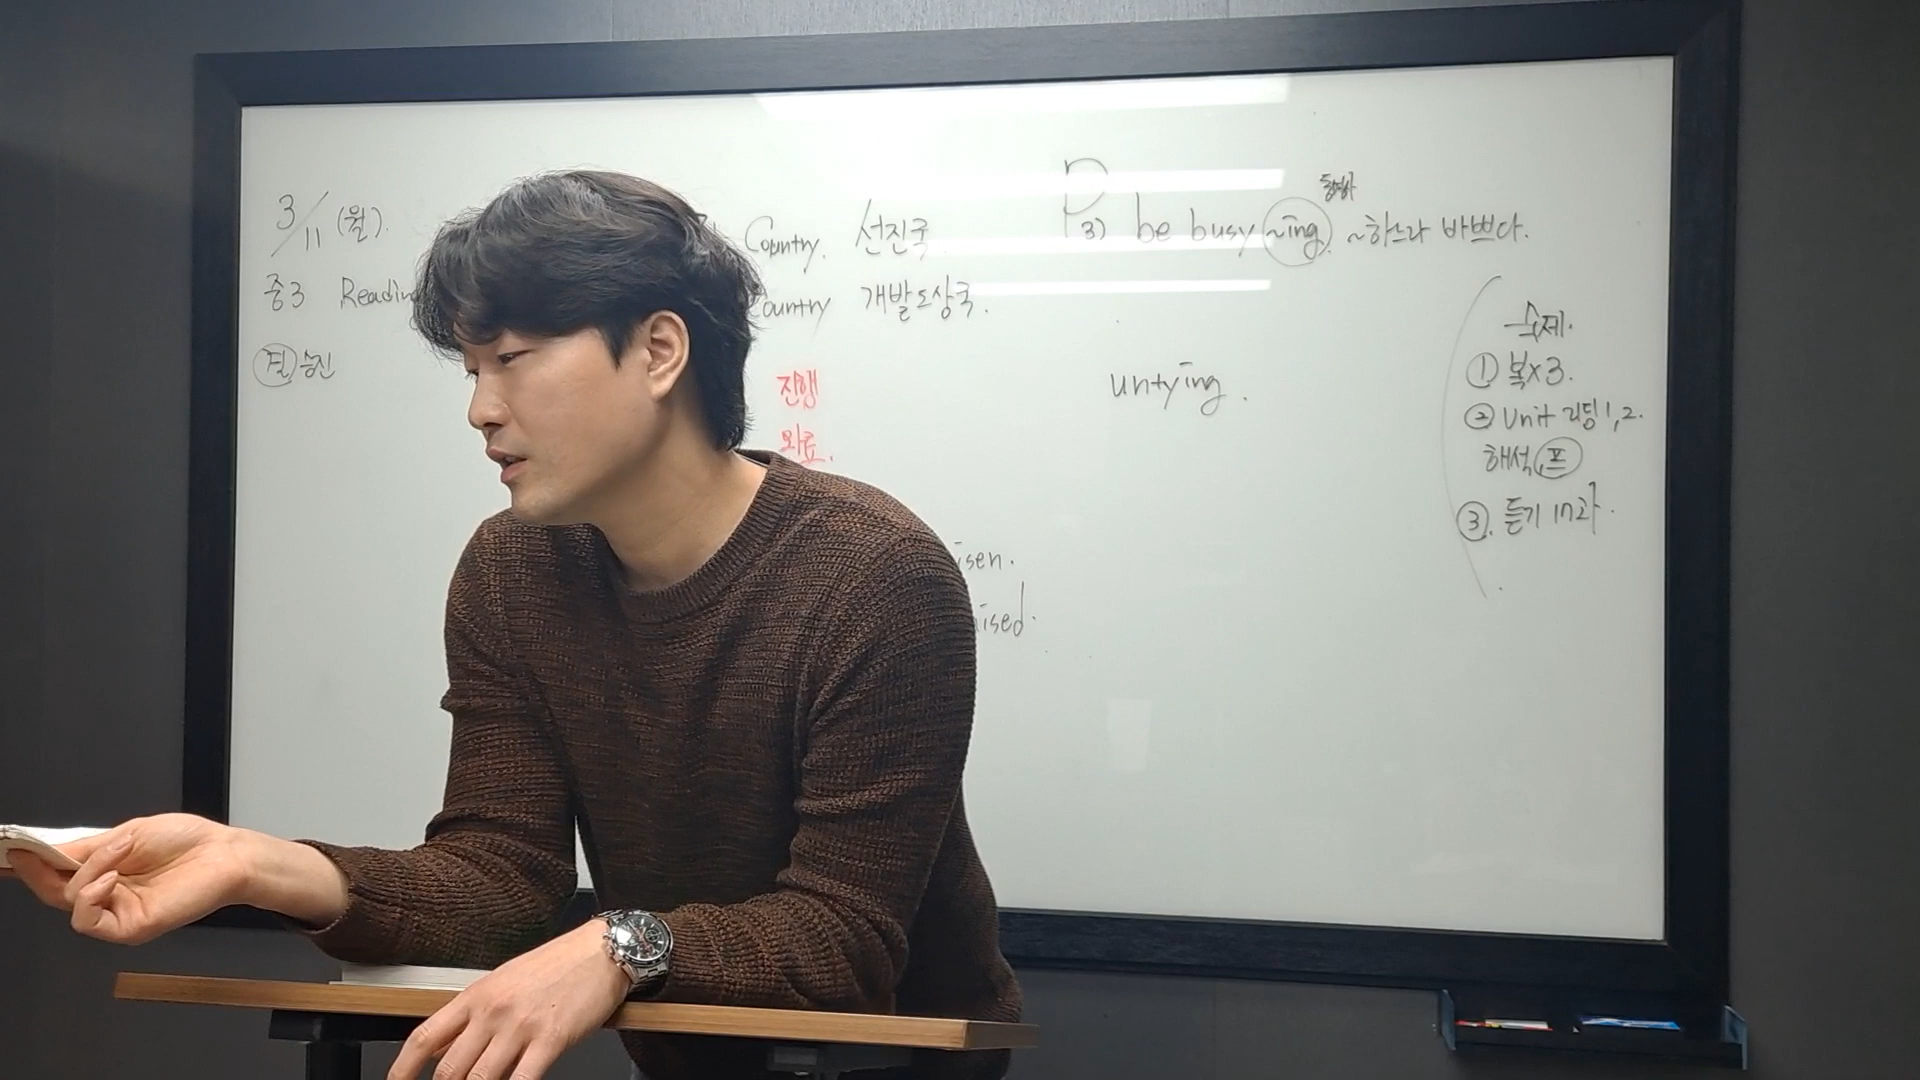 3/11 (월).
중3 Reading
결 승진
Country. 선진국
Country 개발도상국.
진행
완료.
isen.
ised.
P
동명사
3) be busy ~ing. ~하느라 바쁘다.
untying.
숙제.
① 복x3.
② Unit 리딩 1, 2.
해석 프
③. 듣기 17과.